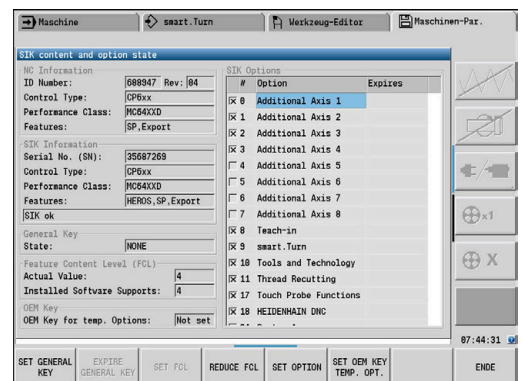 Maschine
smart.Turn
Werkzeug-Editor
Maschinen-Par.
SIK content and option state
NC Information
ID Number: 688947 Rev: 04
Control Type: CP6xx
Performance Class: MC64XXD
Features: SP,Export
SIK Information
Serial No. (SN): 35687269
Control Type: CP6xx
Performance Class: MC64XXD
Features: HEROS,SP,Export
SIK ok
General Key
State: NONE
Feature Content Level (FCL)
Actual Value: 4
Installed Software Supports: 4
OEM Key
OEM Key for temp. Options: Not set
SIK Options
# Option Expires
0 Additional Axis 1
1 Additional Axis 2
2 Additional Axis 3
3 Additional Axis 4
4 Additional Axis 5
5 Additional Axis 6
6 Additional Axis 7
7 Additional Axis 8
8 Teach-in
9 smart.Turn
10 Tools and Technology
11 Thread Recutting
17 Touch Probe Functions
18 HEIDENHAIN DNC
×1
X
07:44:31
SET GENERAL KEY
EXPIRE GENERAL KEY
SET FCL
REDUCE FCL
SET OPTION
SET OEM KEY TEMP. OPT.
ENDE